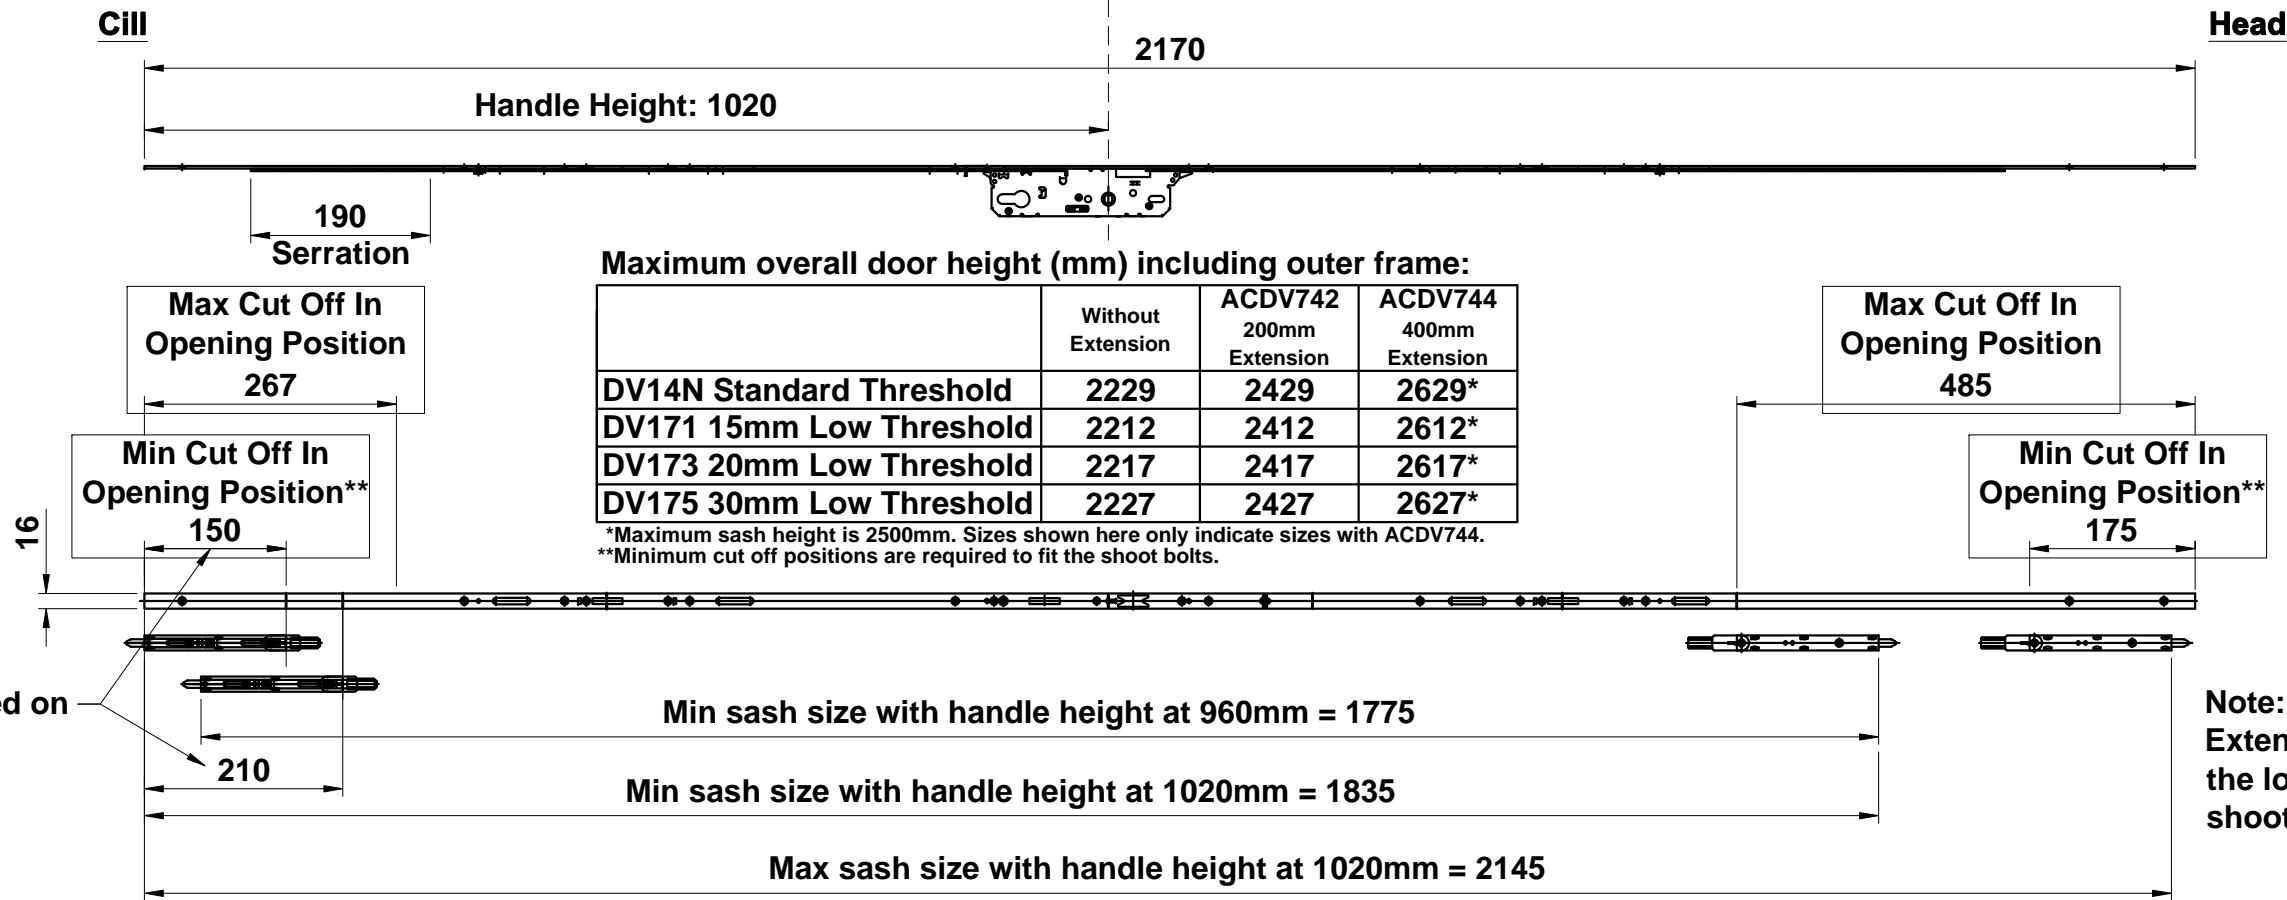 Cill
Head
2170
Handle Height: 1020
190
Serration
Maximum overall door height (mm) including outer frame:
Without Extension ACDV742 200mm Extension ACDV744 400mm Extension
DV14N Standard Threshold 2229 2429 2629*
DV171 15mm Low Threshold 2212 2412 2612*
DV173 20mm Low Threshold 2217 2417 2617*
DV175 30mm Low Threshold 2227 2427 2627*
*Maximum sash height is 2500mm. Sizes shown here only indicate sizes with ACDV744.
**Minimum cut off positions are required to fit the shoot bolts.
Max Cut Off In
Opening Position
267
Min Cut Off In
Opening Position**
150
Max Cut Off In
Opening Position
485
Min Cut Off In
Opening Position**
175
16
ed on
210
Min sash size with handle height at 960mm = 1775
Min sash size with handle height at 1020mm = 1835
Max sash size with handle height at 1020mm = 2145
Note:
Exten
the lo
shoot